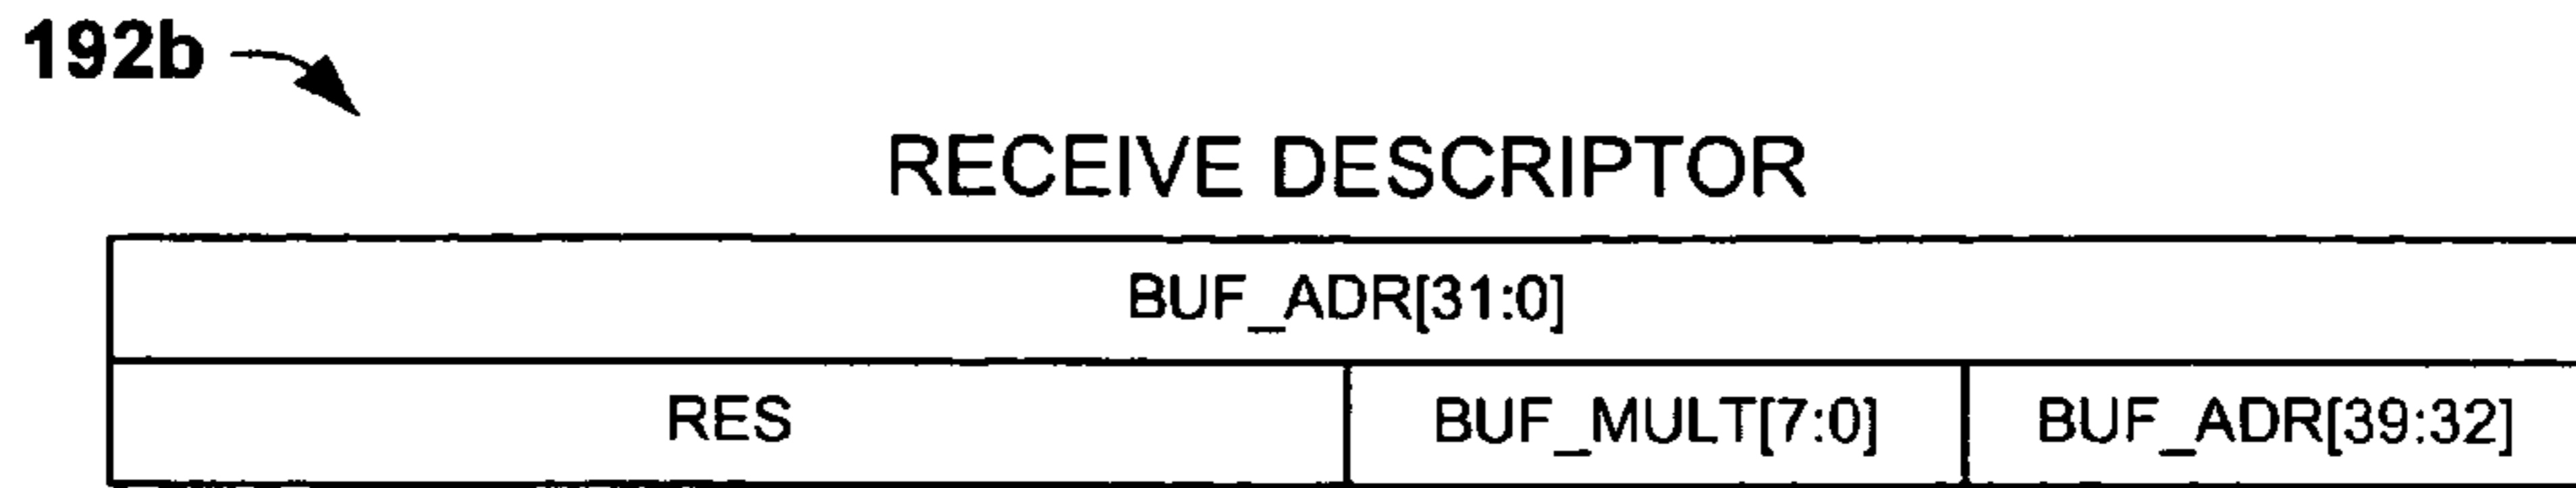 192b
RECEIVE DESCRIPTOR
BUF_ADR[31:0]
RES BUF_MULT[7:0] BUF_ADR[39:32]